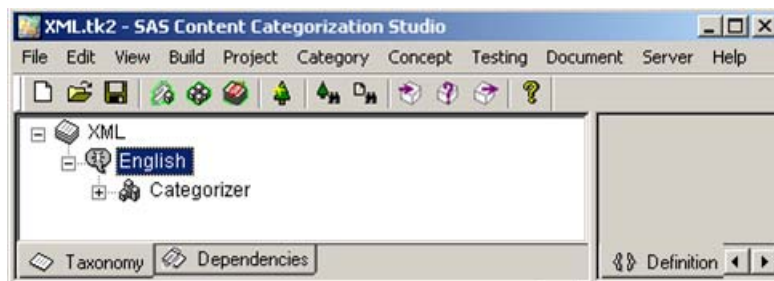 XML.tk2 - SAS Content Categorization Studio
File Edit View Build Project Category Concept Testing Document Server Help
XML
English
Categorizer
Taxonomy Dependencies Definition